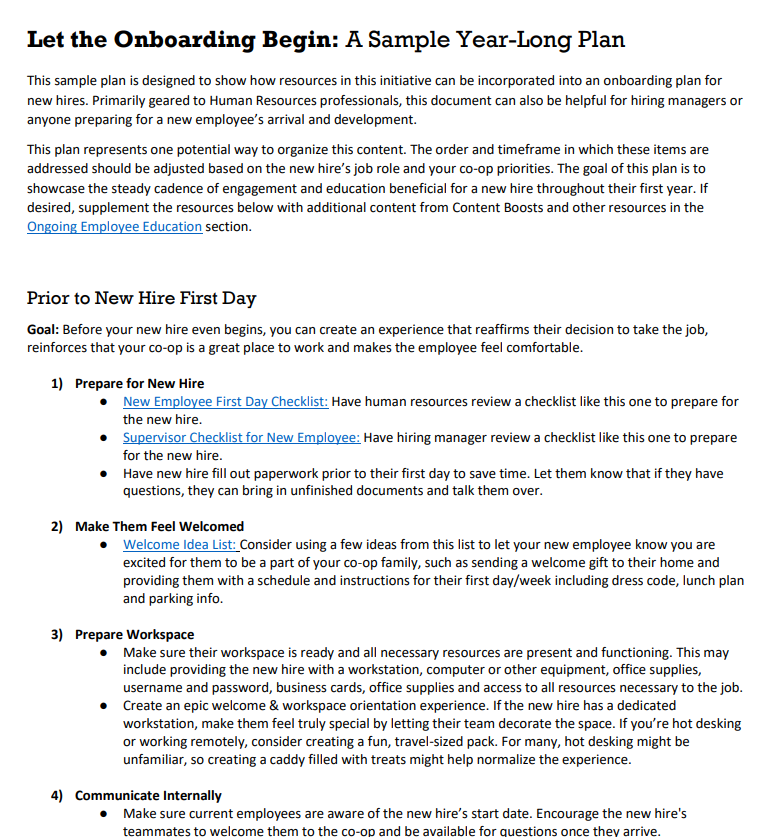 Let the Onboarding Begin: A Sample Year-Long Plan
This sample plan is designed to show how resources in this initiative can be incorporated into an onboarding plan for
new hires. Primarily geared to Human Resources professionals, this document can also be helpful for hiring managers or
anyone preparing for a new employee's arrival and development.
This plan represents one potential way to organize this content. The order and timeframe in which these items are
addressed should be adjusted based on the new hire's job role and your co-op priorities. The goal of this plan is to
showcase the steady cadence of engagement and education beneficial for a new hire throughout their first year. If
desired, supplement the resources below with additional content from Content Boosts and other resources in the
Ongoing Employee Education section.
Prior to New Hire First Day
Goal: Before your new hire even begins, you can create an experience that reaffirms their decision to take the job,
reinforces that your co-op is a great place to work and makes the employee feel comfortable.
1) Prepare for New Hire
● New Employee First Day Checklist: Have human resources review a checklist like this one to prepare for
the new hire.
● Supervisor Checklist for New Employee: Have hiring manager review a checklist like this one to prepare
for the new hire.
● Have new hire fill out paperwork prior to their first day to save time. Let them know that if they have
questions, they can bring in unfinished documents and talk them over.
2) Make Them Feel Welcomed
● Welcome Idea List: Consider using a few ideas from this list to let your new employee know you are
excited for them to be a part of your co-op family, such as sending a welcome gift to their home and
providing them with a schedule and instructions for their first day/week including dress code, lunch plan
and parking info.
3) Prepare Workspace
● Make sure their workspace is ready and all necessary resources are present and functioning. This may
include providing the new hire with a workstation, computer or other equipment, office supplies,
username and password, business cards, office supplies and access to all resources necessary to the job.
● Create an epic welcome & workspace orientation experience. If the new hire has a dedicated
workstation, make them feel truly special by letting their team decorate the space. If you're hot desking
or working remotely, consider creating a fun, travel-sized pack. For many, hot desking might be
unfamiliar, so creating a caddy filled with treats might help normalize the experience.
4) Communicate Internally
● Make sure current employees are aware of the new hire's start date. Encourage the new hire's
teammates to welcome them to the co-op and be available for questions once they arrive.